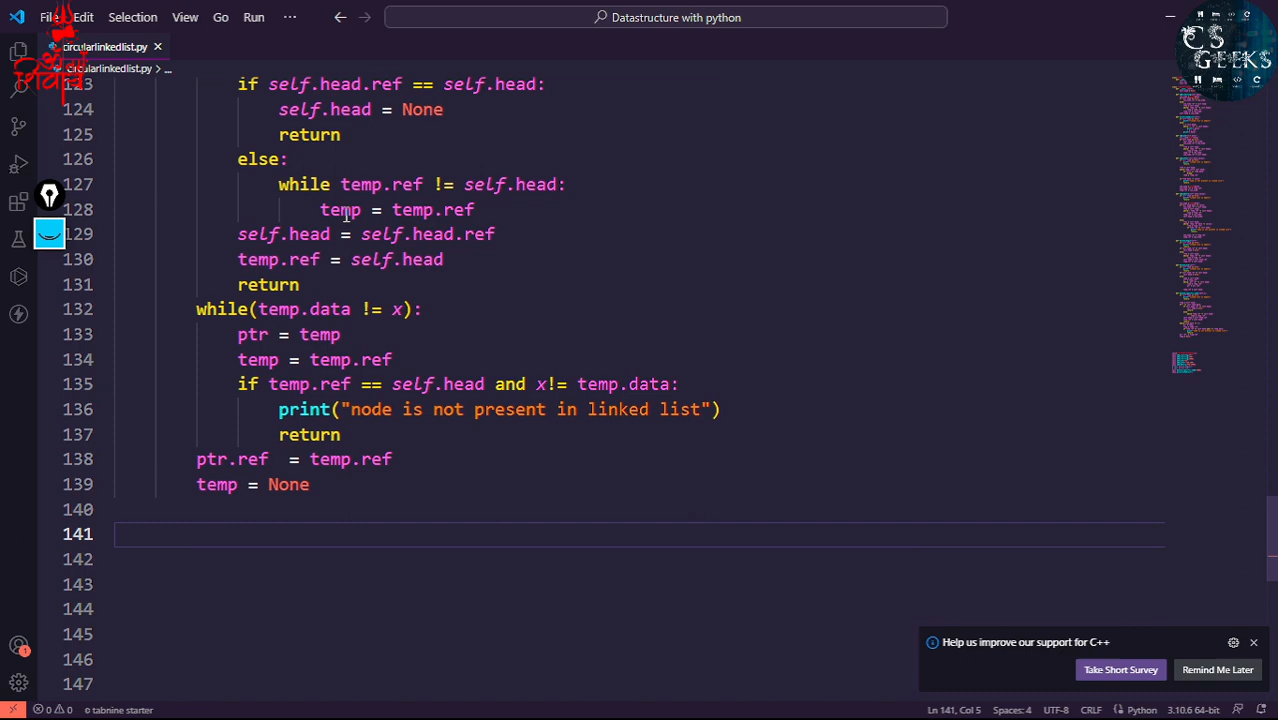 File Edit Selection View Go Run ··· Datastructure with python
circularlinkedlist.py
circularlinkedlist.py > ...
ॐ नमः शिवाय
CS GEEKS
123 if self.head.ref == self.head:
124 self.head = None
125 return
126 else:
127 while temp.ref != self.head:
128 temp = temp.ref
129 self.head = self.head.ref
130 temp.ref = self.head
131 return
132 while(temp.data != x):
133 ptr = temp
134 temp = temp.ref
135 if temp.ref == self.head and x!= temp.data:
136 print("node is not present in linked list")
137 return
138 ptr.ref  = temp.ref
139 temp = None
140
141
142
143
144
145
146
147
Help us improve our support for C++
Take Short Survey Remind Me Later
1
0 0 tabnine starter Ln 141, Col 5 Spaces: 4 UTF-8 CRLF Python 3.10.6 64-bit